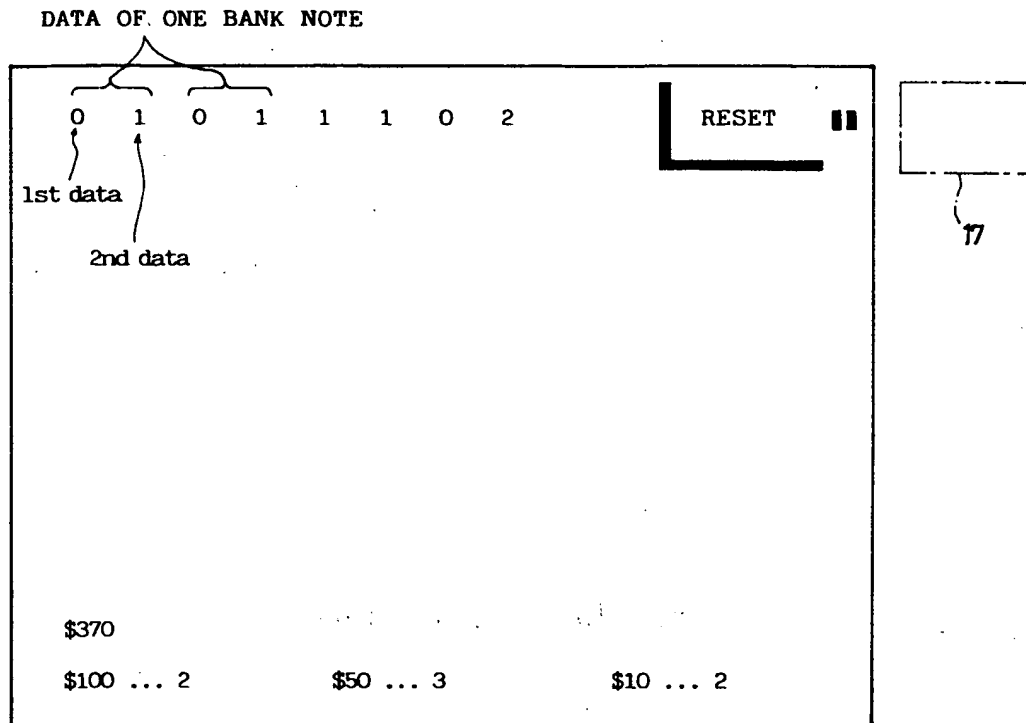 DATA OF ONE BANK NOTE
0 1 0 1 1 1 0 2 RESET
1st data
17
2nd data
$370
$100 ... 2 $50 ... 3 $10 ... 2